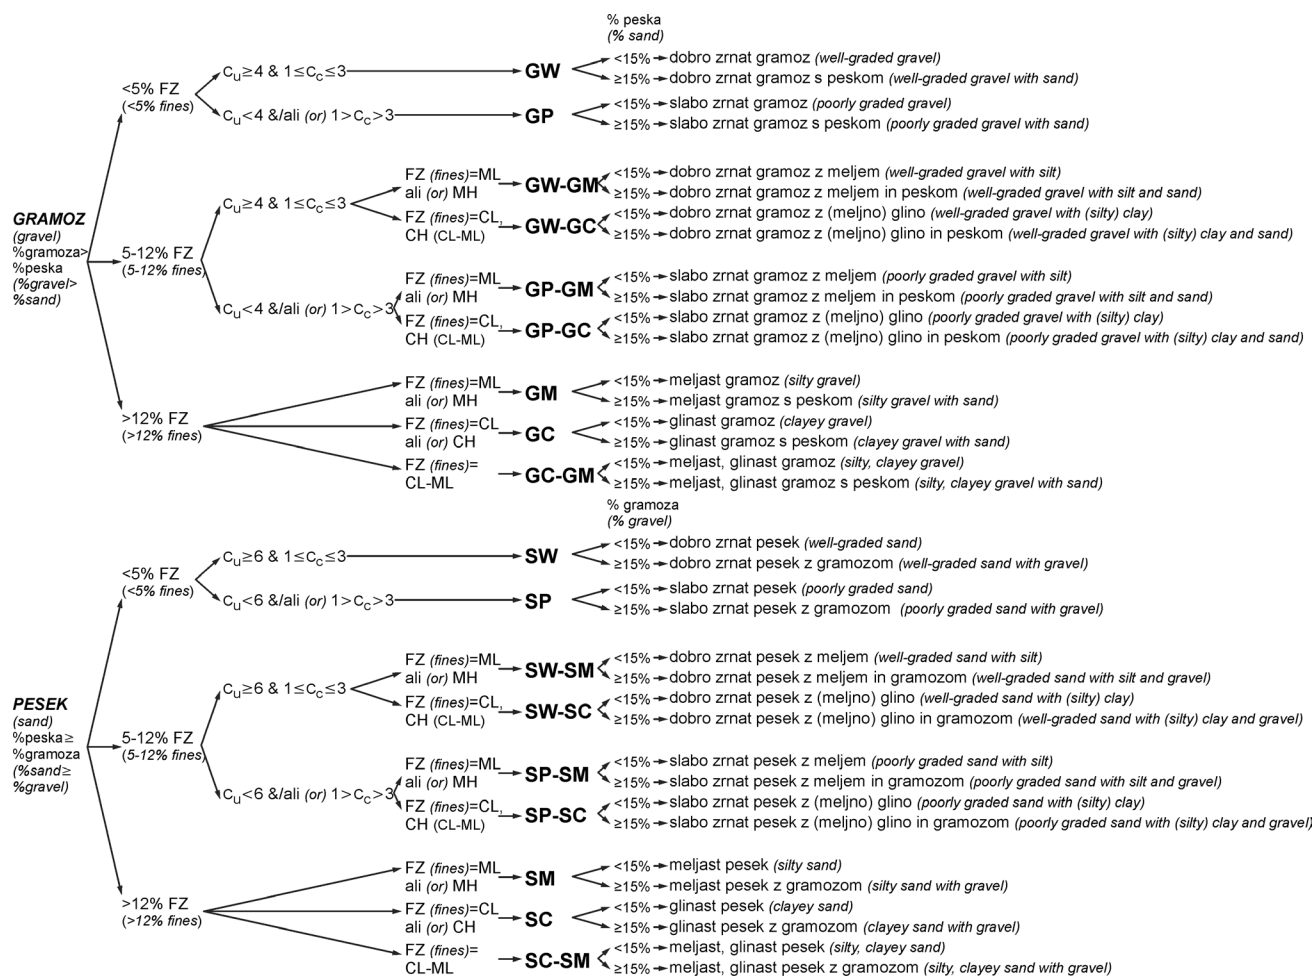 % peska
(% sand)
<5% FZ
(<5% fines)
Cu≥4 & 1≤Cc≤3
GW
<15% dobro zrnat gramoz (well-graded gravel)
≥15% dobro zrnat gramoz s peskom (well-graded gravel with sand)
Cu<4 &/ali (or) 1>Cc>3
GP
<15% slabo zrnat gramoz (poorly graded gravel)
≥15% slabo zrnat gramoz s peskom (poorly graded gravel with sand)
GRAMOZ
(gravel)
%gramoza>
%peska
(%gravel>
%sand)
5-12% FZ
(5-12% fines)
Cu≥4 & 1≤Cc≤3
FZ (fines)=ML
ali (or) MH
GW-GM
<15% dobro zrnat gramoz z meljem (well-graded gravel with silt)
≥15% dobro zrnat gramoz z meljem in peskom (well-graded gravel with silt and sand)
FZ (fines)=CL,
CH (CL-ML)
GW-GC
<15% dobro zrnat gramoz z (meljno) glino (well-graded gravel with (silty) clay)
≥15% dobro zrnat gramoz z (meljno) glino in peskom (well-graded gravel with (silty) clay and sand)
Cu<4 &/ali (or) 1>Cc>3
FZ (fines)=ML
ali (or) MH
GP-GM
<15% slabo zrnat gramoz z meljem (poorly graded gravel with silt)
≥15% slabo zrnat gramoz z meljem in peskom (poorly graded gravel with silt and sand)
FZ (fines)=CL,
CH (CL-ML)
GP-GC
<15% slabo zrnat gramoz z (meljno) glino (poorly graded gravel with (silty) clay)
≥15% slabo zrnat gramoz z (meljno) glino in peskom (poorly graded gravel with (silty) clay and sand)
>12% FZ
(>12% fines)
FZ (fines)=ML
ali (or) MH
GM
<15% meljast gramoz (silty gravel)
≥15% meljast gramoz s peskom (silty gravel with sand)
FZ (fines)=CL
ali (or) CH
GC
<15% glinast gramoz (clayey gravel)
≥15% glinast gramoz s peskom (clayey gravel with sand)
FZ (fines)=
CL-ML
GC-GM
<15% meljast, glinast gramoz (silty, clayey gravel)
≥15% meljast, glinast gramoz s peskom (silty, clayey gravel with sand)
% gramoza
(% gravel)
<5% FZ
(<5% fines)
Cu≥6 & 1≤Cc≤3
SW
<15% dobro zrnat pesek (well-graded sand)
≥15% dobro zrnat pesek z gramozom (well-graded sand with gravel)
Cu<6 &/ali (or) 1>Cc>3
SP
<15% slabo zrnat pesek (poorly graded sand)
≥15% slabo zrnat pesek z gramozom (poorly graded sand with gravel)
PESEK
(sand)
%peska≥
%gramoza
(%sand≥
%gravel)
5-12% FZ
(5-12% fines)
Cu≥6 & 1≤Cc≤3
FZ (fines)=ML
ali (or) MH
SW-SM
<15% dobro zrnat pesek z meljem (well-graded sand with silt)
≥15% dobro zrnat pesek z meljem in gramozom (well-graded sand with silt and gravel)
FZ (fines)=CL,
CH (CL-ML)
SW-SC
<15% dobro zrnat pesek z (meljno) glino (well-graded sand with (silty) clay)
≥15% dobro zrnat pesek z (meljno) glino in gramozom (well-graded sand with (silty) clay and gravel)
Cu<6 &/ali (or) 1>Cc>3
FZ (fines)=ML
ali (or) MH
SP-SM
<15% slabo zrnat pesek z meljem (poorly graded sand with silt)
≥15% slabo zrnat pesek z meljem in gramozom (poorly graded sand with silt and gravel)
FZ (fines)=CL,
CH (CL-ML)
SP-SC
<15% slabo zrnat pesek z (meljno) glino (poorly graded sand with (silty) clay)
≥15% slabo zrnat pesek z (meljno) glino in gramozom (poorly graded sand with (silty) clay and gravel)
>12% FZ
(>12% fines)
FZ (fines)=ML
ali (or) MH
SM
<15% meljast pesek (silty sand)
≥15% meljast pesek z gramozom (silty sand with gravel)
FZ (fines)=CL
ali (or) CH
SC
<15% glinast pesek (clayey sand)
≥15% glinast pesek z gramozom (clayey sand with gravel)
FZ (fines)=
CL-ML
SC-SM
<15% meljast, glinast pesek (silty, clayey sand)
≥15% meljast, glinast pesek z gramozom (silty, clayey sand with gravel)